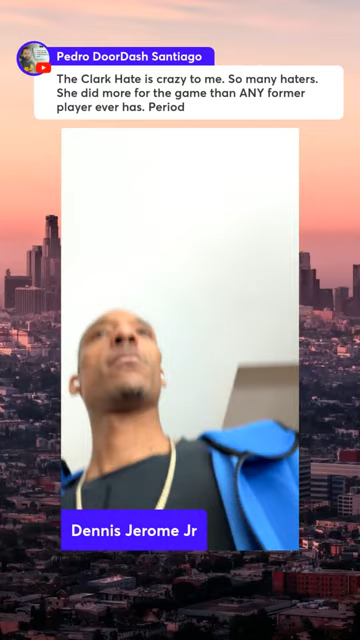 Pedro DoorDash Santiago
The Clark Hate is crazy to me. So many haters.
She did more for the game than ANY former
player ever has. Period
Dennis Jerome Jr